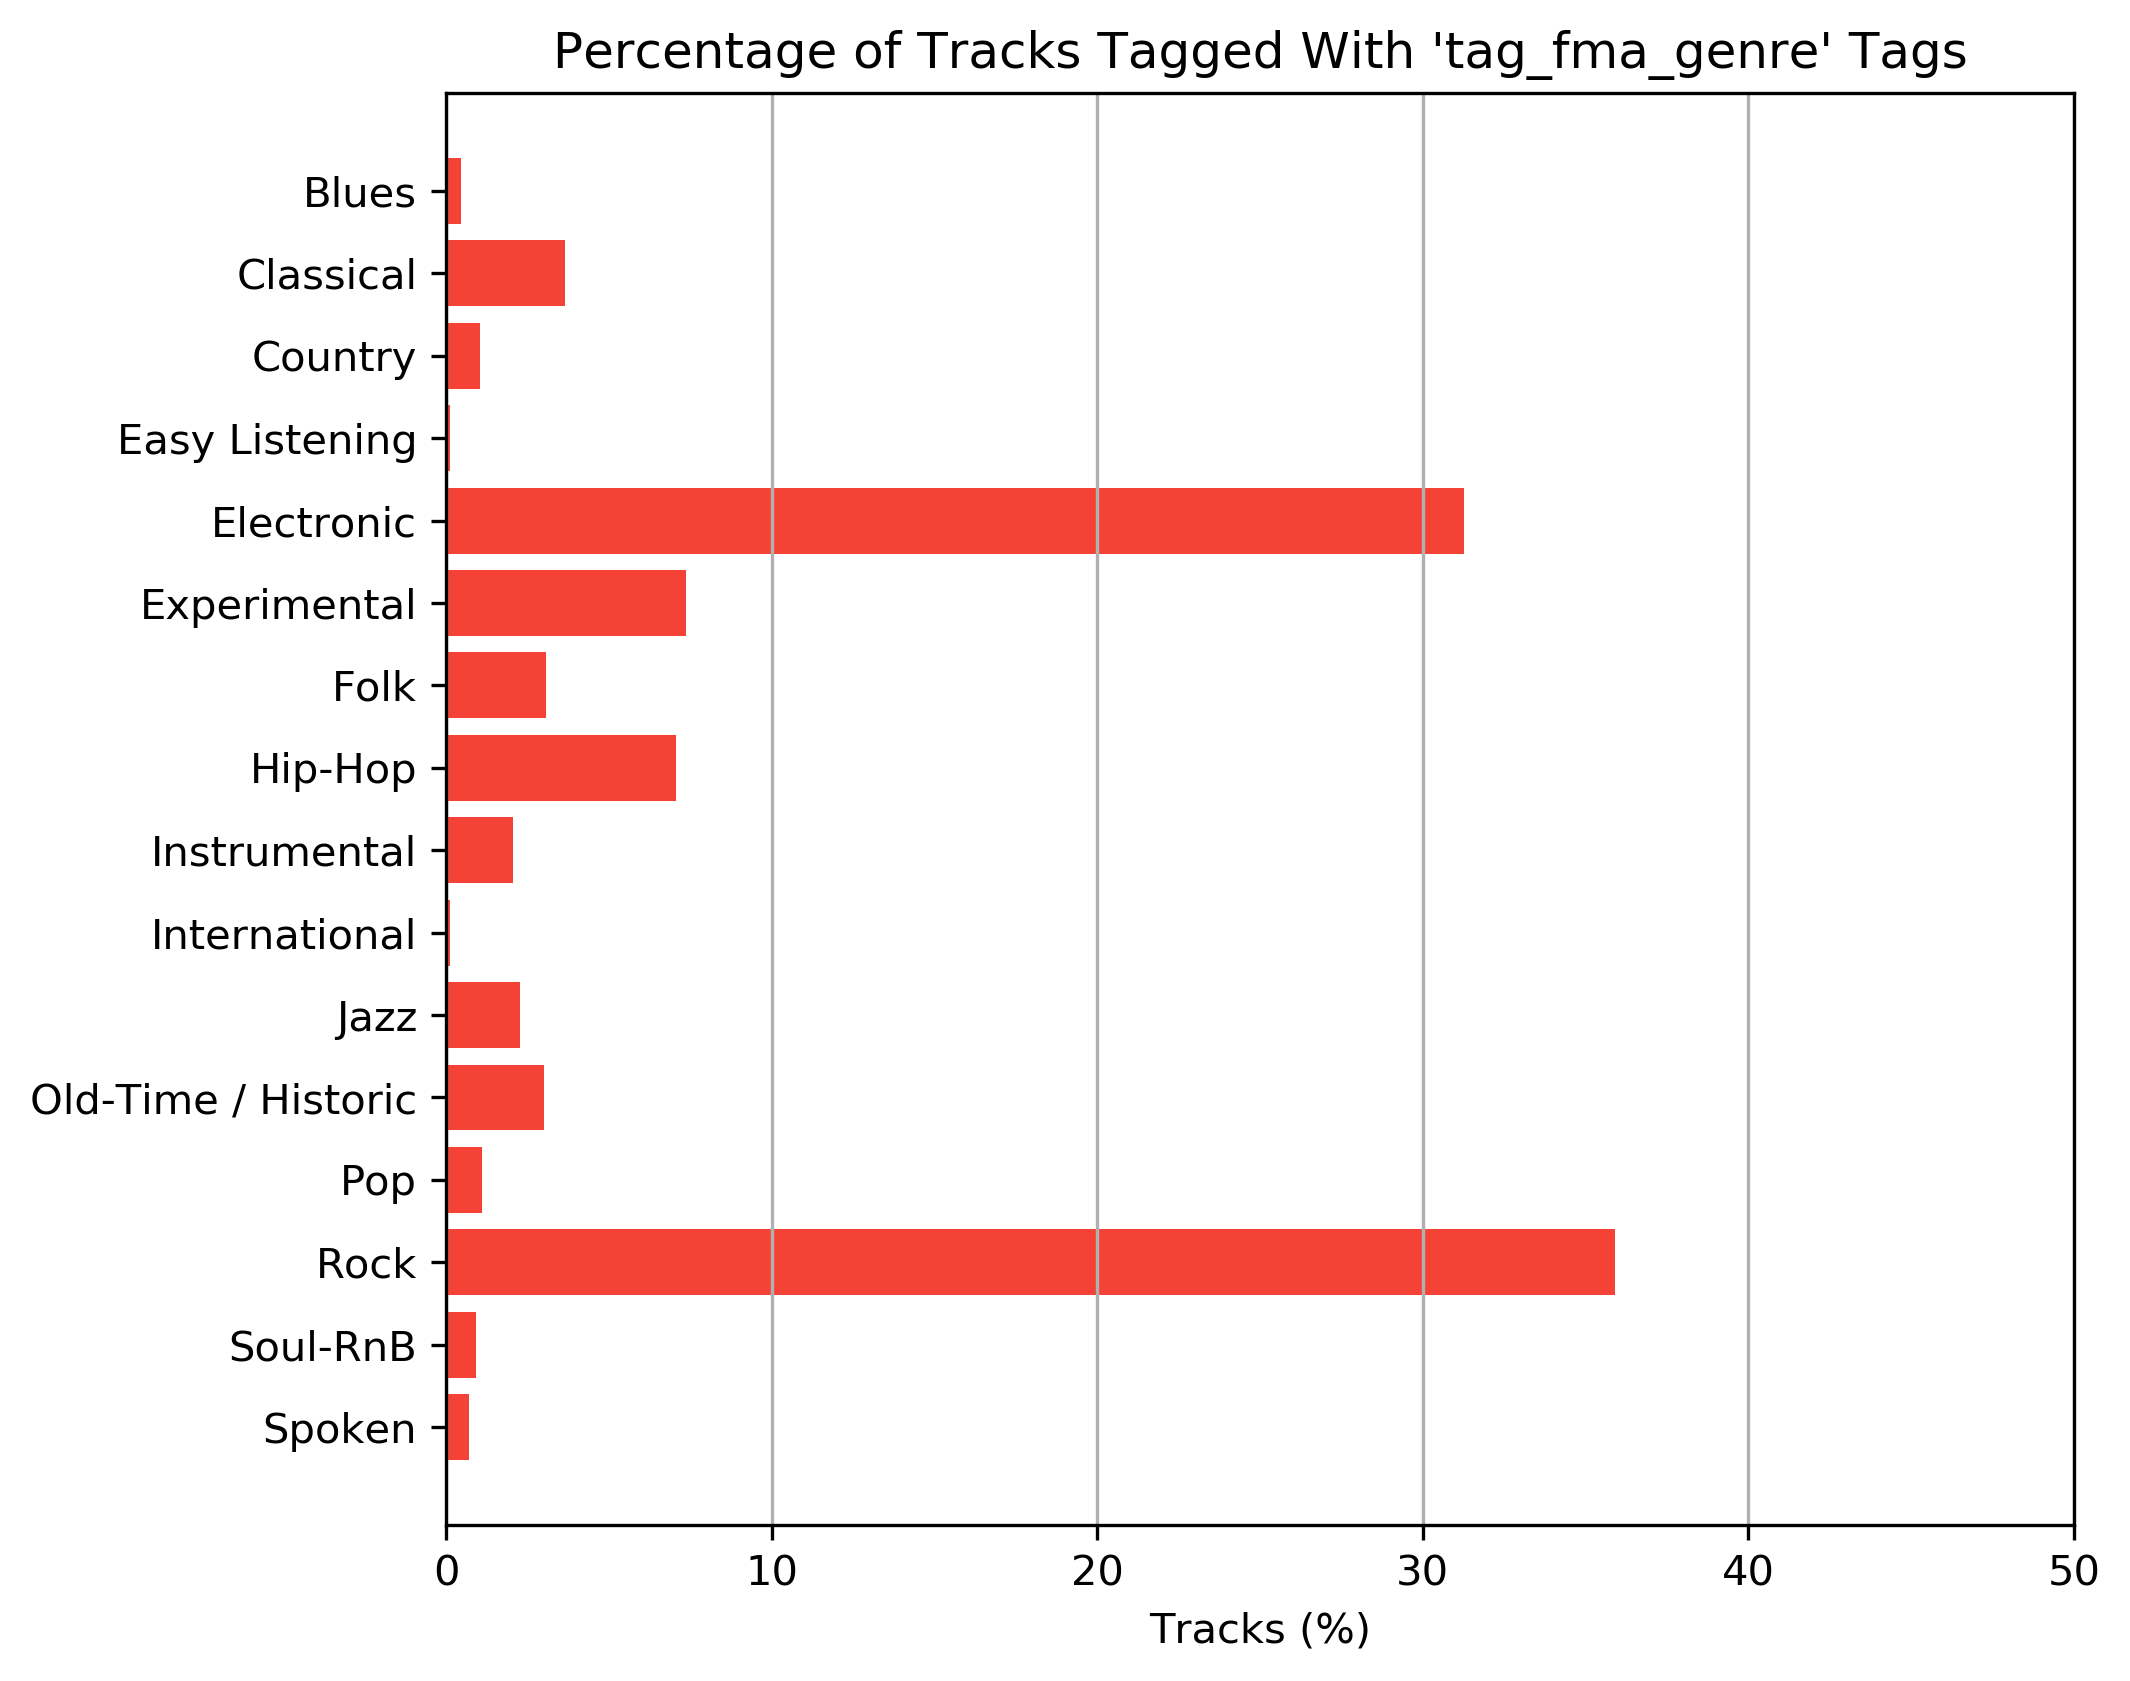 Percentage of Tracks Tagged With 'tag_fma_genre' Tags
Blues
Classical
Country
Easy Listening
Electronic
Experimental
Folk
Hip-Hop
Instrumental
International
Jazz
Old-Time / Historic
Pop
Rock
Soul-RnB
Spoken
0 10 20 30 40 50
Tracks (%)